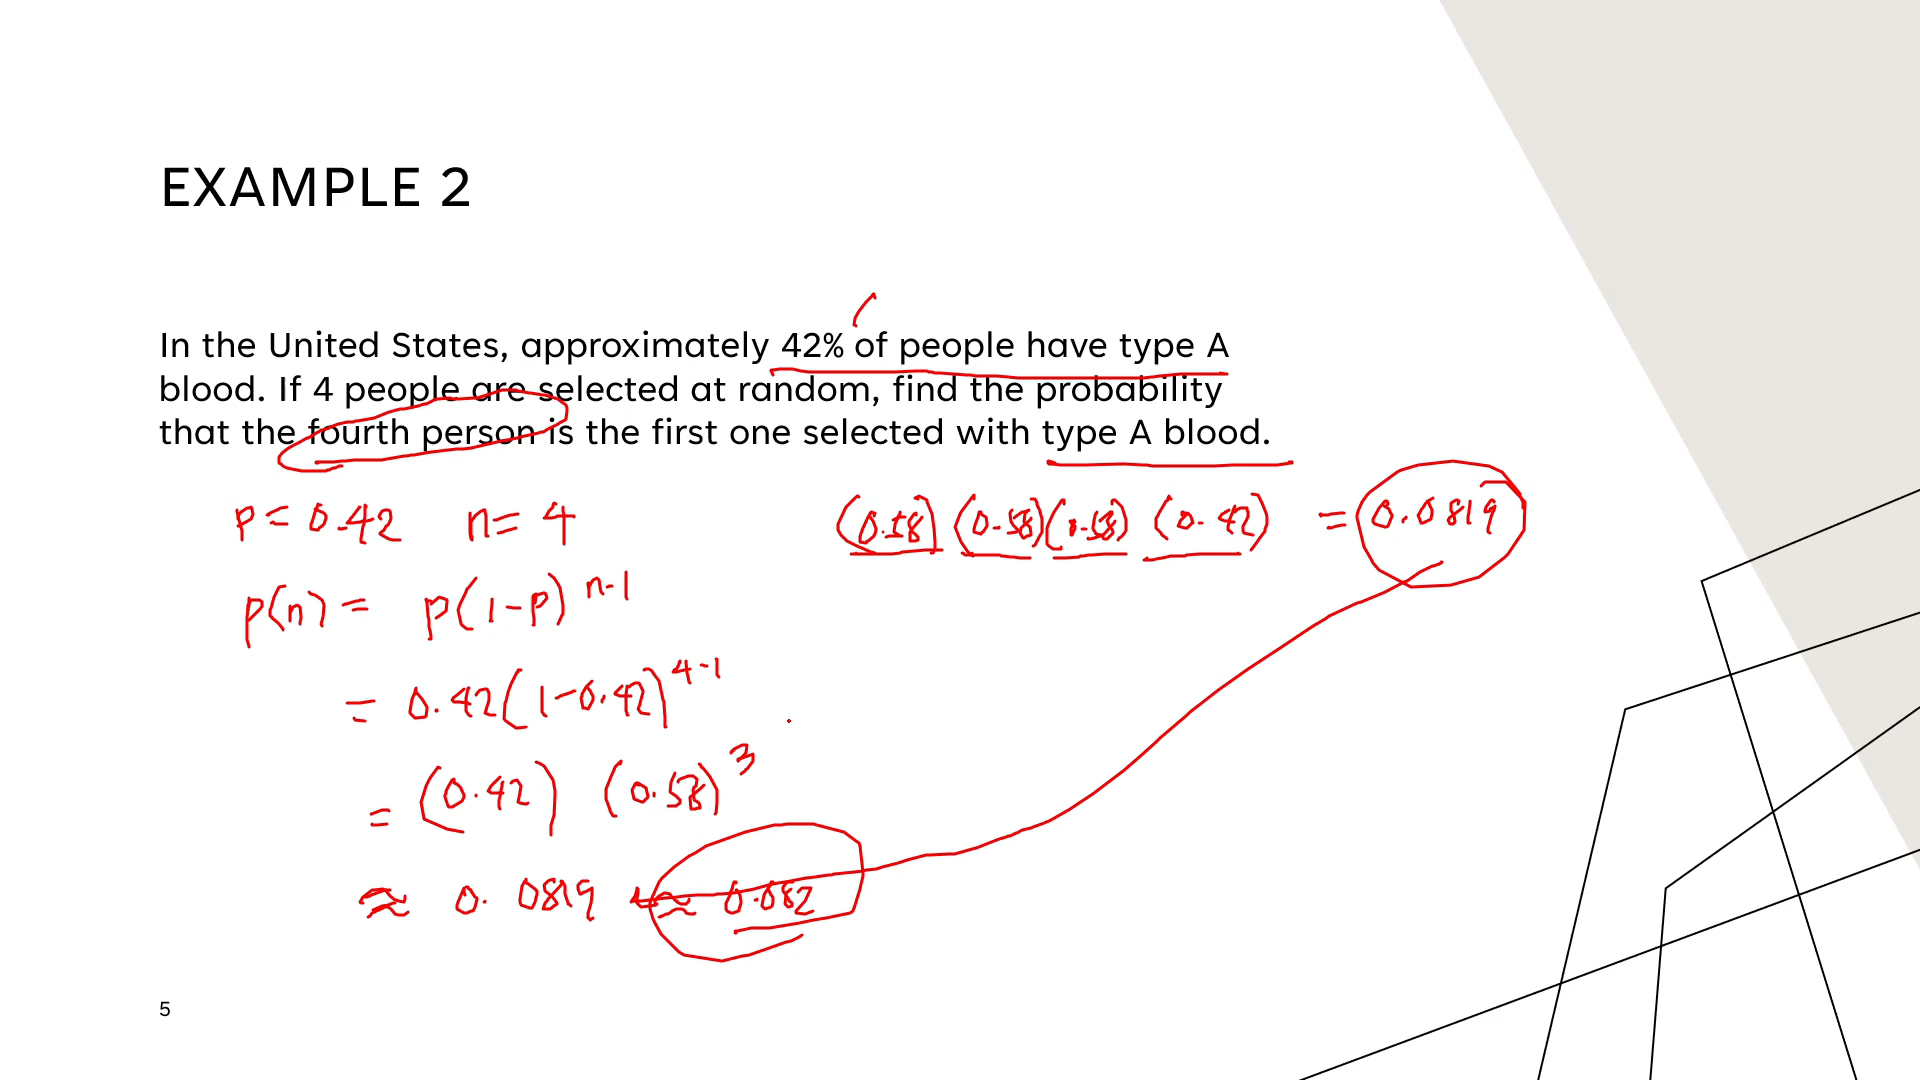 EXAMPLE 2
In the United States, approximately 42% of people have type A
blood. If 4 people are selected at random, find the probability
that the fourth person is the first one selected with type A blood.
P = 0.42 n = 4
P(n) = p(1-p)^n-1
= 0.42(1-0.42)^4-1
= (0.42) (0.58)^3
≈ 0.0819 ≈ 0.082
(0.58)(0.58)(0.58)(0.42) = 0.0819
5